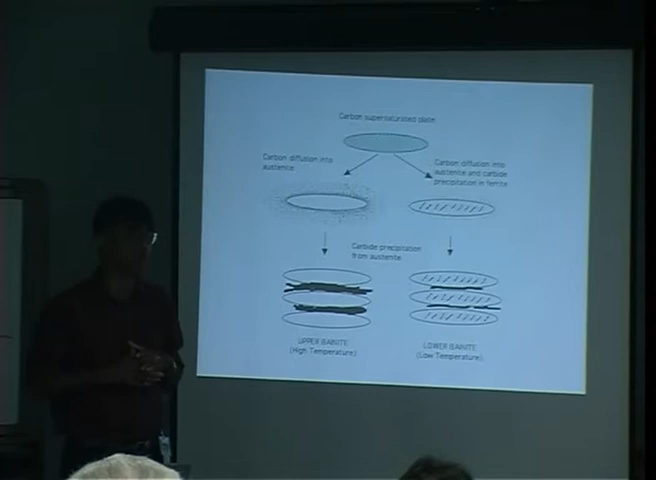 Carbon supersaturated plate
Carbon diffusion into
austenite
Carbon diffusion into
austenite and carbide
precipitation in ferrite
Carbide precipitation
from austenite
UPPER BAINITE
(High Temperature)
LOWER BAINITE
(Low Temperature)